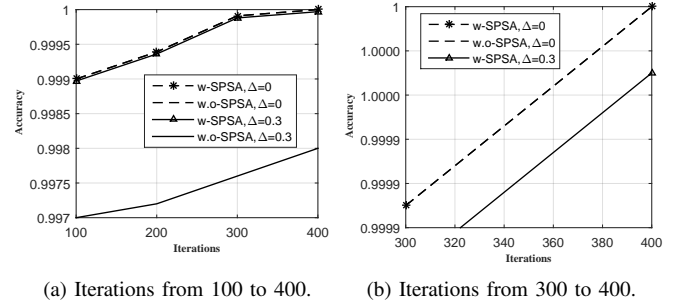 1
0.9995
0.999
0.9985
0.998
0.9975
0.997
Accuracy
w-SPSA,Δ=0
w.o-SPSA,Δ=0
w-SPSA,Δ=0.3
w.o-SPSA,Δ=0.3
100 200 300 400
Iterations
(a) Iterations from 100 to 400.
1
1.0000
1.0000
0.9999
0.9999
0.9999
Accuracy
w-SPSA,Δ=0
w.o-SPSA,Δ=0
w-SPSA,Δ=0.3
300 320 340 360 380 400
Iterations
(b) Iterations from 300 to 400.